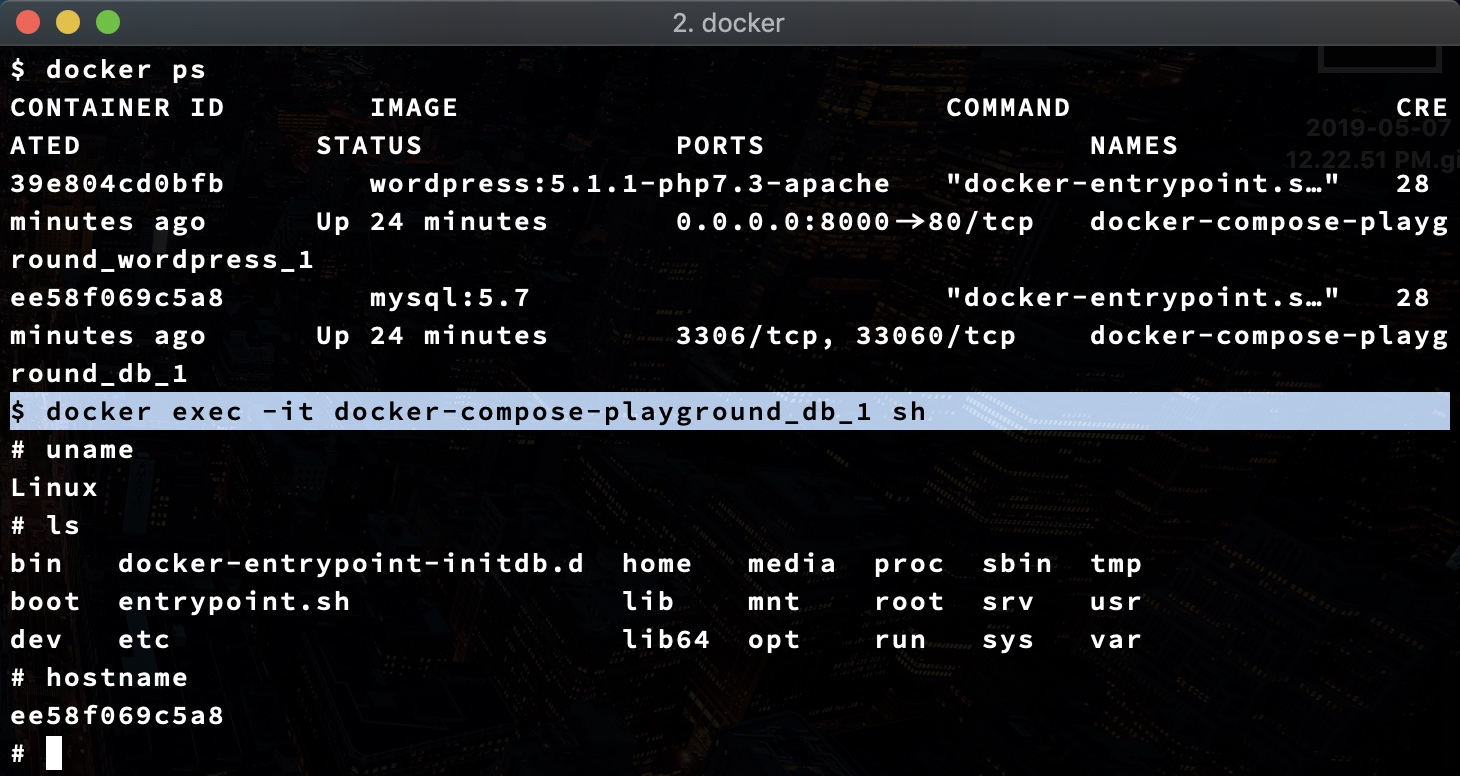 2. docker
$ docker ps
CONTAINER ID        IMAGE                           COMMAND                  CRE
ATED          STATUS              PORTS                  NAMES
2019-05-07
12.22.51 PM.gi
39e804cd0bfb        wordpress:5.1.1-php7.3-apache   "docker-entrypoint.s…"   28
minutes ago      Up 24 minutes       0.0.0.0:8000->80/tcp   docker-compose-playg
round_wordpress_1
ee58f069c5a8        mysql:5.7                       "docker-entrypoint.s…"   28
minutes ago      Up 24 minutes       3306/tcp, 33060/tcp    docker-compose-playg
round_db_1
$ docker exec -it docker-compose-playground_db_1 sh
# uname
Linux
# ls
bin   docker-entrypoint-initdb.d  home   media  proc  sbin  tmp
boot  entrypoint.sh               lib    mnt    root  srv   usr
dev   etc                         lib64  opt    run   sys   var
# hostname
ee58f069c5a8
#